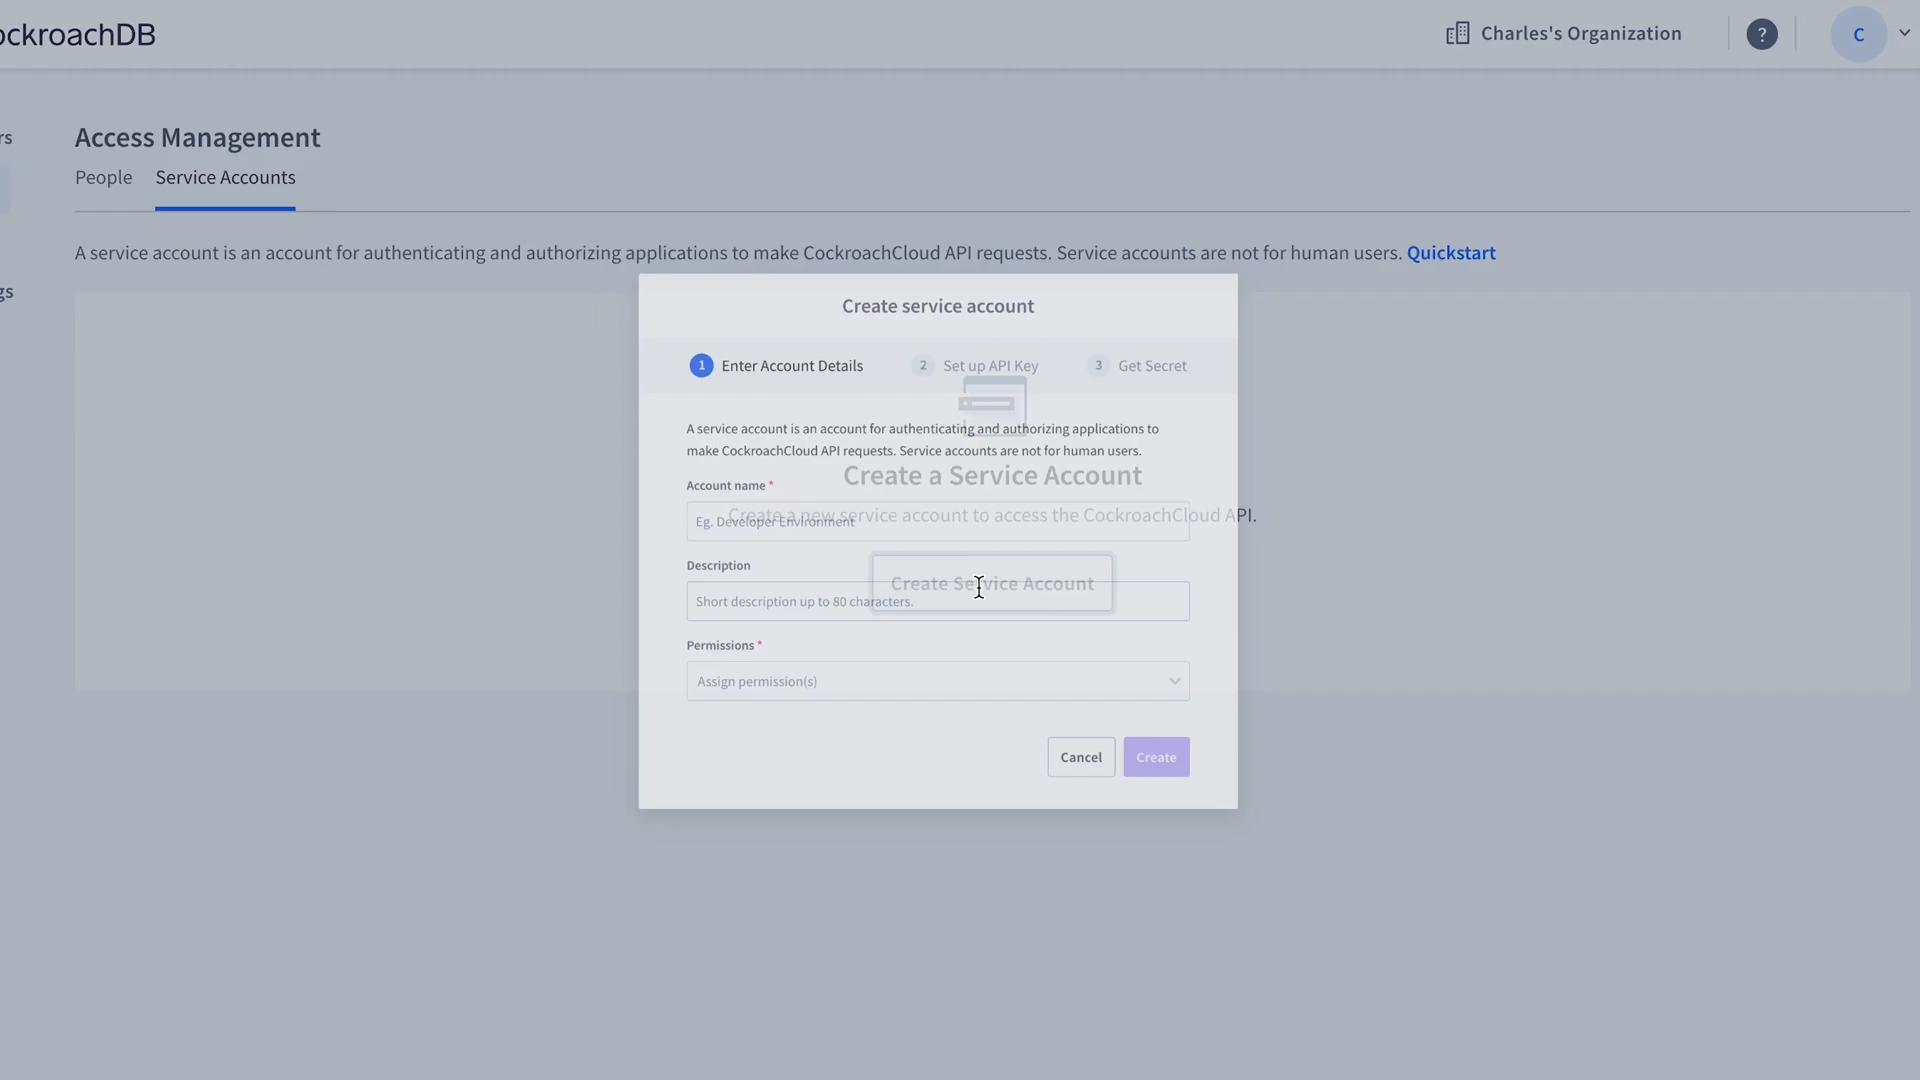 ockroachDB
Charles's Organization
?
C
rs
gs
Access Management
People
Service Accounts
A service account is an account for authenticating and authorizing applications to make CockroachCloud API requests. Service accounts are not for human users. Quickstart
Create service account
1 Enter Account Details
2 Set up API Key
3 Get Secret
A service account is an account for authenticating and authorizing applications to
make CockroachCloud API requests. Service accounts are not for human users.
Create a Service Account
Account name *
Create a new service account to access the CockroachCloud API.
Eg. Developer Environment
Description
Create Service Account
Short description up to 80 characters.
Permissions *
Assign permission(s)
Cancel
Create